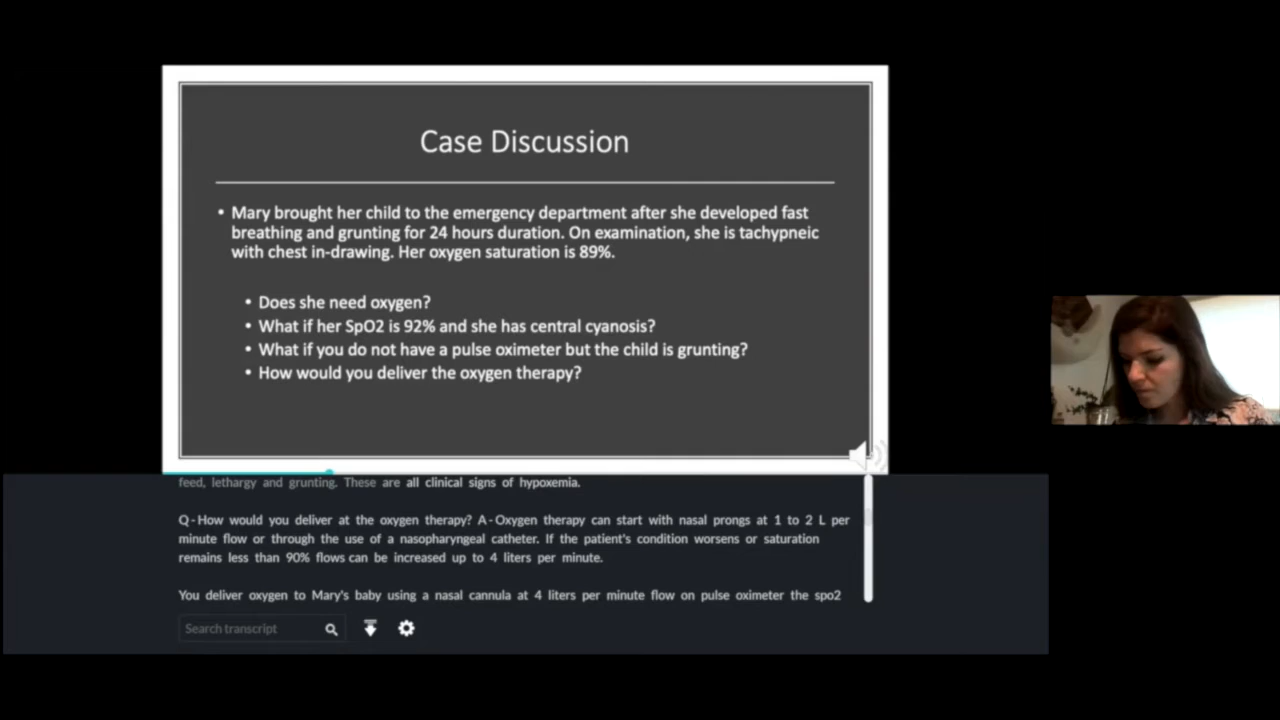 Case Discussion
• Mary brought her child to the emergency department after she developed fast
breathing and grunting for 24 hours duration. On examination, she is tachypneic
with chest in-drawing. Her oxygen saturation is 89%.
• Does she need oxygen?
• What if her SpO2 is 92% and she has central cyanosis?
• What if you do not have a pulse oximeter but the child is grunting?
• How would you deliver the oxygen therapy?
feed, lethargy and grunting. These are all clinical signs of hypoxemia.
Q-How would you deliver at the oxygen therapy? A-Oxygen therapy can start with nasal prongs at 1 to 2 L per
minute flow or through the use of a nasopharyngeal catheter. If the patient's condition worsens or saturation
remains less than 90% flows can be increased up to 4 liters per minute.
You deliver oxygen to Mary's baby using a nasal cannula at 4 liters per minute flow on pulse oximeter the spo2
Search transcript